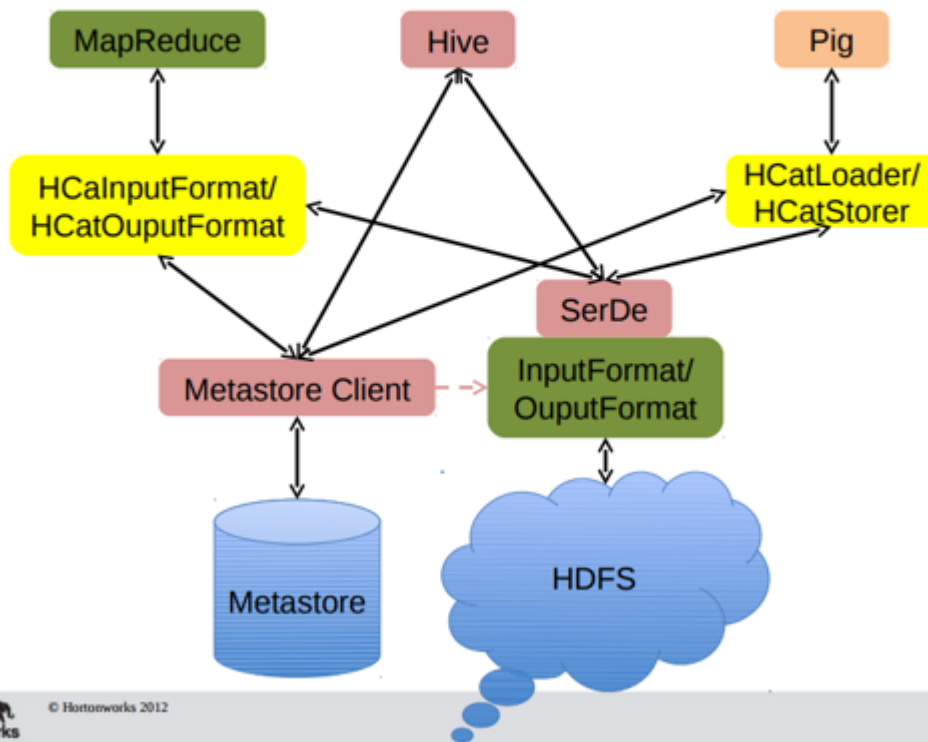 MapReduce
Hive
Pig
HCaInputFormat/
HCatOuputFormat
HCatLoader/
HCatStorer
SerDe
Metastore Client
InputFormat/
OuputFormat
Metastore
HDFS
© Hortonworks 2012